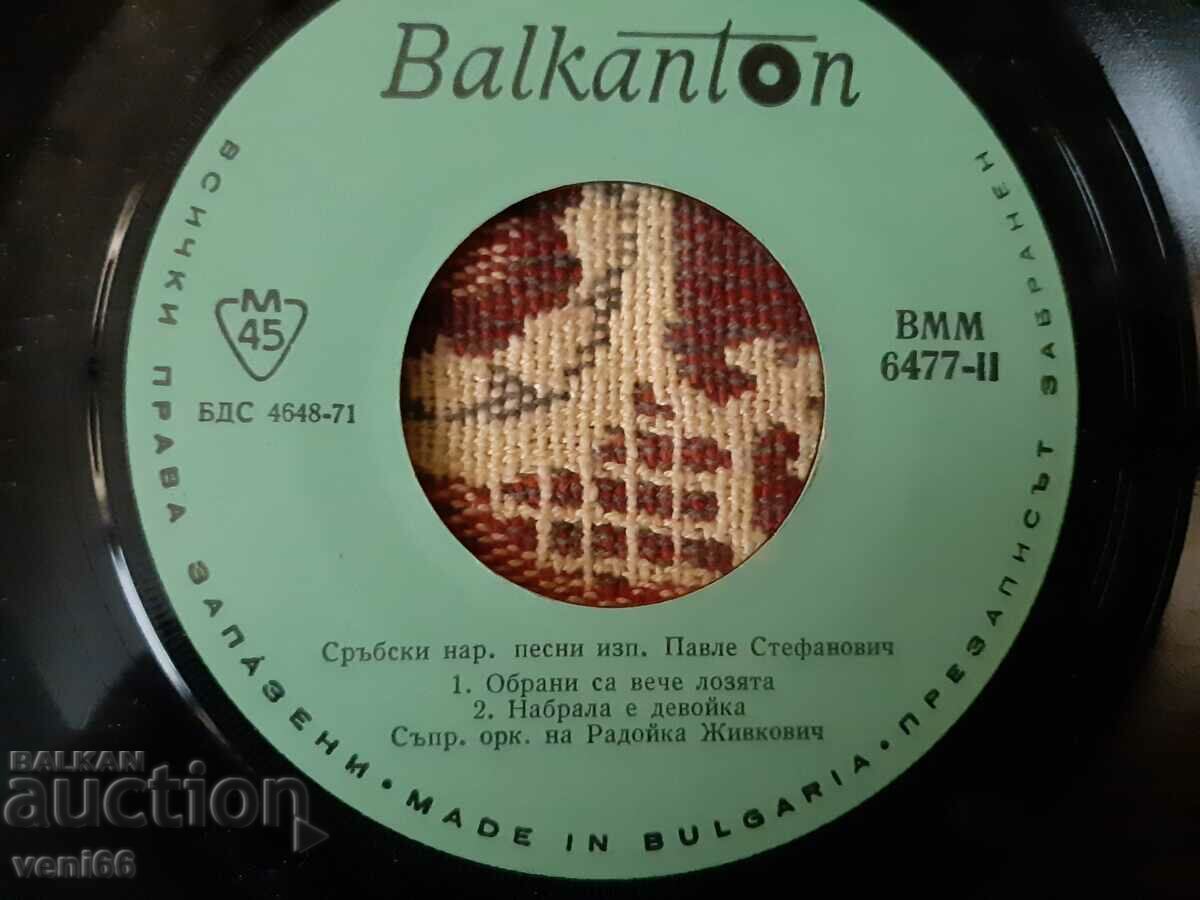 Balkanton
ВСИЧКИ ПРАВА ЗАПАЗЕНИ • MADE IN BULGARIA • ПРЕЗАПИСЪТ ЗАБРАНЕН
М
45
БДС 4648-71
ВММ
6477-II
Сръбски нар. песни изп. Павле Стефанович
1. Обрани са вече лозята
2. Набрала е девойка
Съпр. орк. на Радойка Живкович
BALKAN
auction
veni66